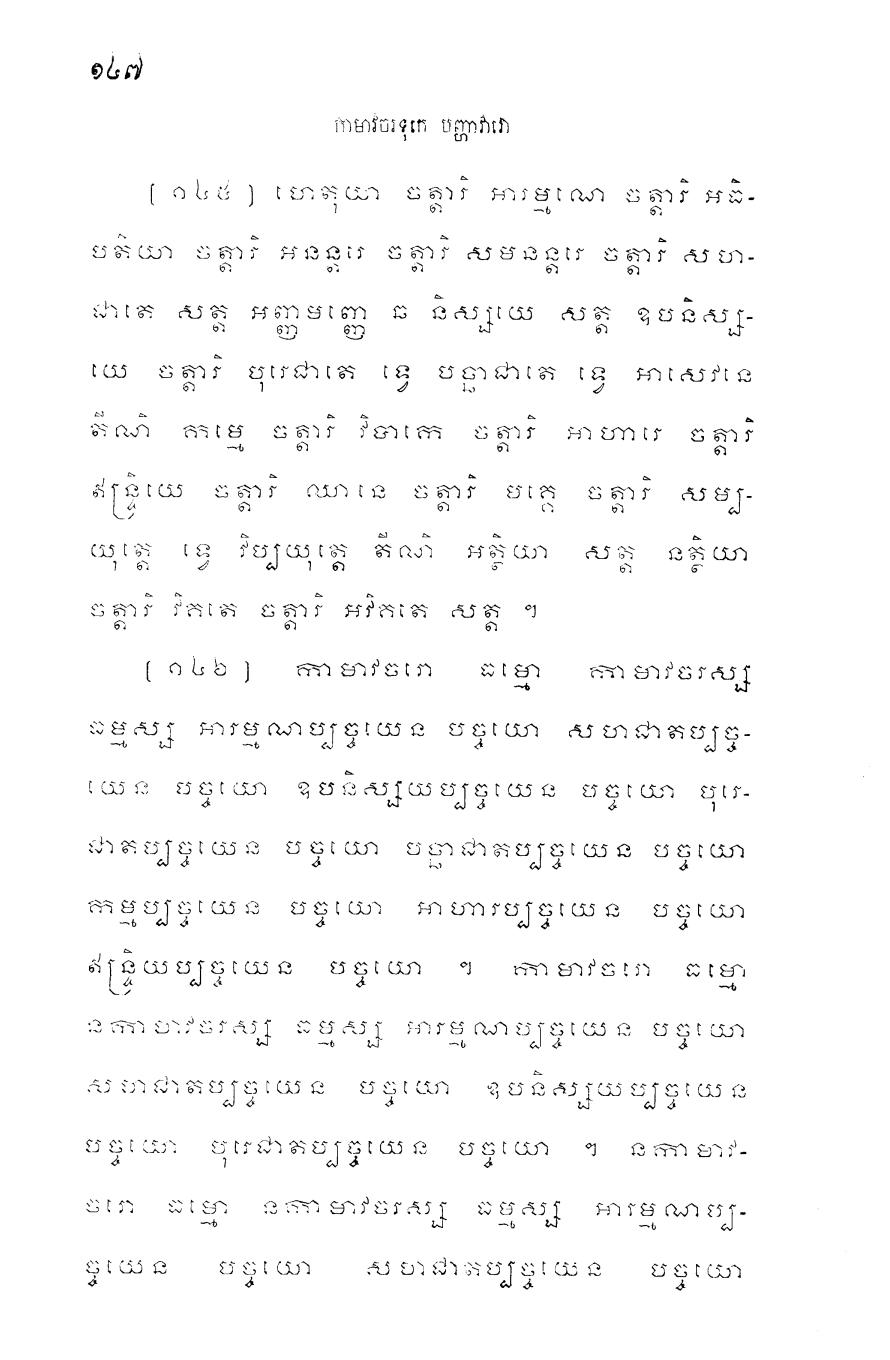 ១៤៧
កាមាវចរទុកេ បញ្ហាវារោ
[ ១៤៥ ] ហេតុយា ចត្តារិ អារម្មណេ ចត្តារិ អធិ-
បតិយា ចត្តារិ អនន្តរេ ចត្តារិ សមនន្តរេ ចត្តារិ សហ-
ជាតេ សត្ត អញ្ញមញ្ញេ ឆ និស្សយេ សត្ត ឧបនិស្ស-
យេ ចត្តារិ បុរេជាតេ ទ្វេ បច្ឆាជាតេ ទ្វេ អាសេវនេ
តីណិ កម្មេ ចត្តារិ វិបាកេ ចត្តារិ អាហារេ ចត្តារិ
ឥន្ទ្រិយេ ចត្តារិ ឈានេ ចត្តារិ មគ្គេ ចត្តារិ សម្ប-
យុត្តេ ទ្វេ វិប្បយុត្តេ តីណិ អត្ថិយា សត្ត នត្ថិយា
ចត្តារិ វិគតេ ចត្តារិ អវិគតេ សត្ត ។
[ ១៤៦ ] កាមាវចរោ ធម្មោ កាមាវចរស្ស
ធម្មស្ស អារម្មណប្បច្ចយេន បច្ចយោ សហជាតប្បច្ច-
យេន បច្ចយោ ឧបនិស្សយប្បច្ចយេន បច្ចយោ បុរេ-
ជាតប្បច្ចយេន បច្ចយោ បច្ឆាជាតប្បច្ចយេន បច្ចយោ
កម្មប្បច្ចយេន បច្ចយោ អាហារប្បច្ចយេន បច្ចយោ
ឥន្ទ្រិយប្បច្ចយេន បច្ចយោ ។ កាមាវចរោ ធម្មោ
នកាមាវចរស្ស ធម្មស្ស អារម្មណប្បច្ចយេន បច្ចយោ
សហជាតប្បច្ចយេន បច្ចយោ ឧបនិស្សយប្បច្ចយេន
បច្ចយោ បុរេជាតប្បច្ចយេន បច្ចយោ ។ នកាមាវ-
ចរោ ធម្មោ នកាមាវចរស្ស ធម្មស្ស អារម្មណប្ប-
ច្ចយេន បច្ចយោ សហជាតប្បច្ចយេន បច្ចយោ